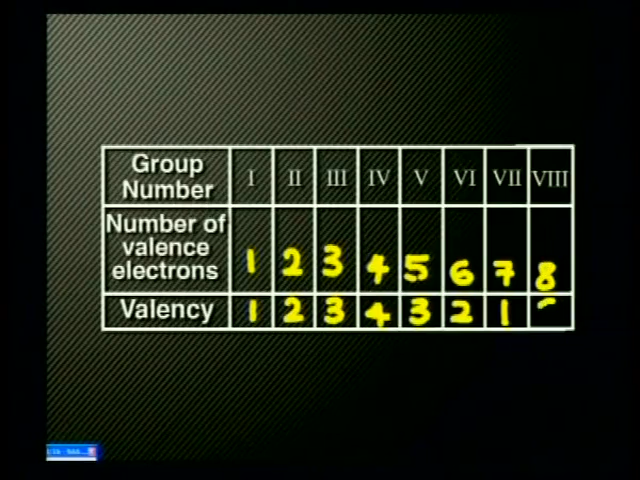 Group Number I II III IV V VI VII VIII
Number of valence electrons 1 2 3 4 5 6 7 8
Valency 1 2 3 4 3 2 1